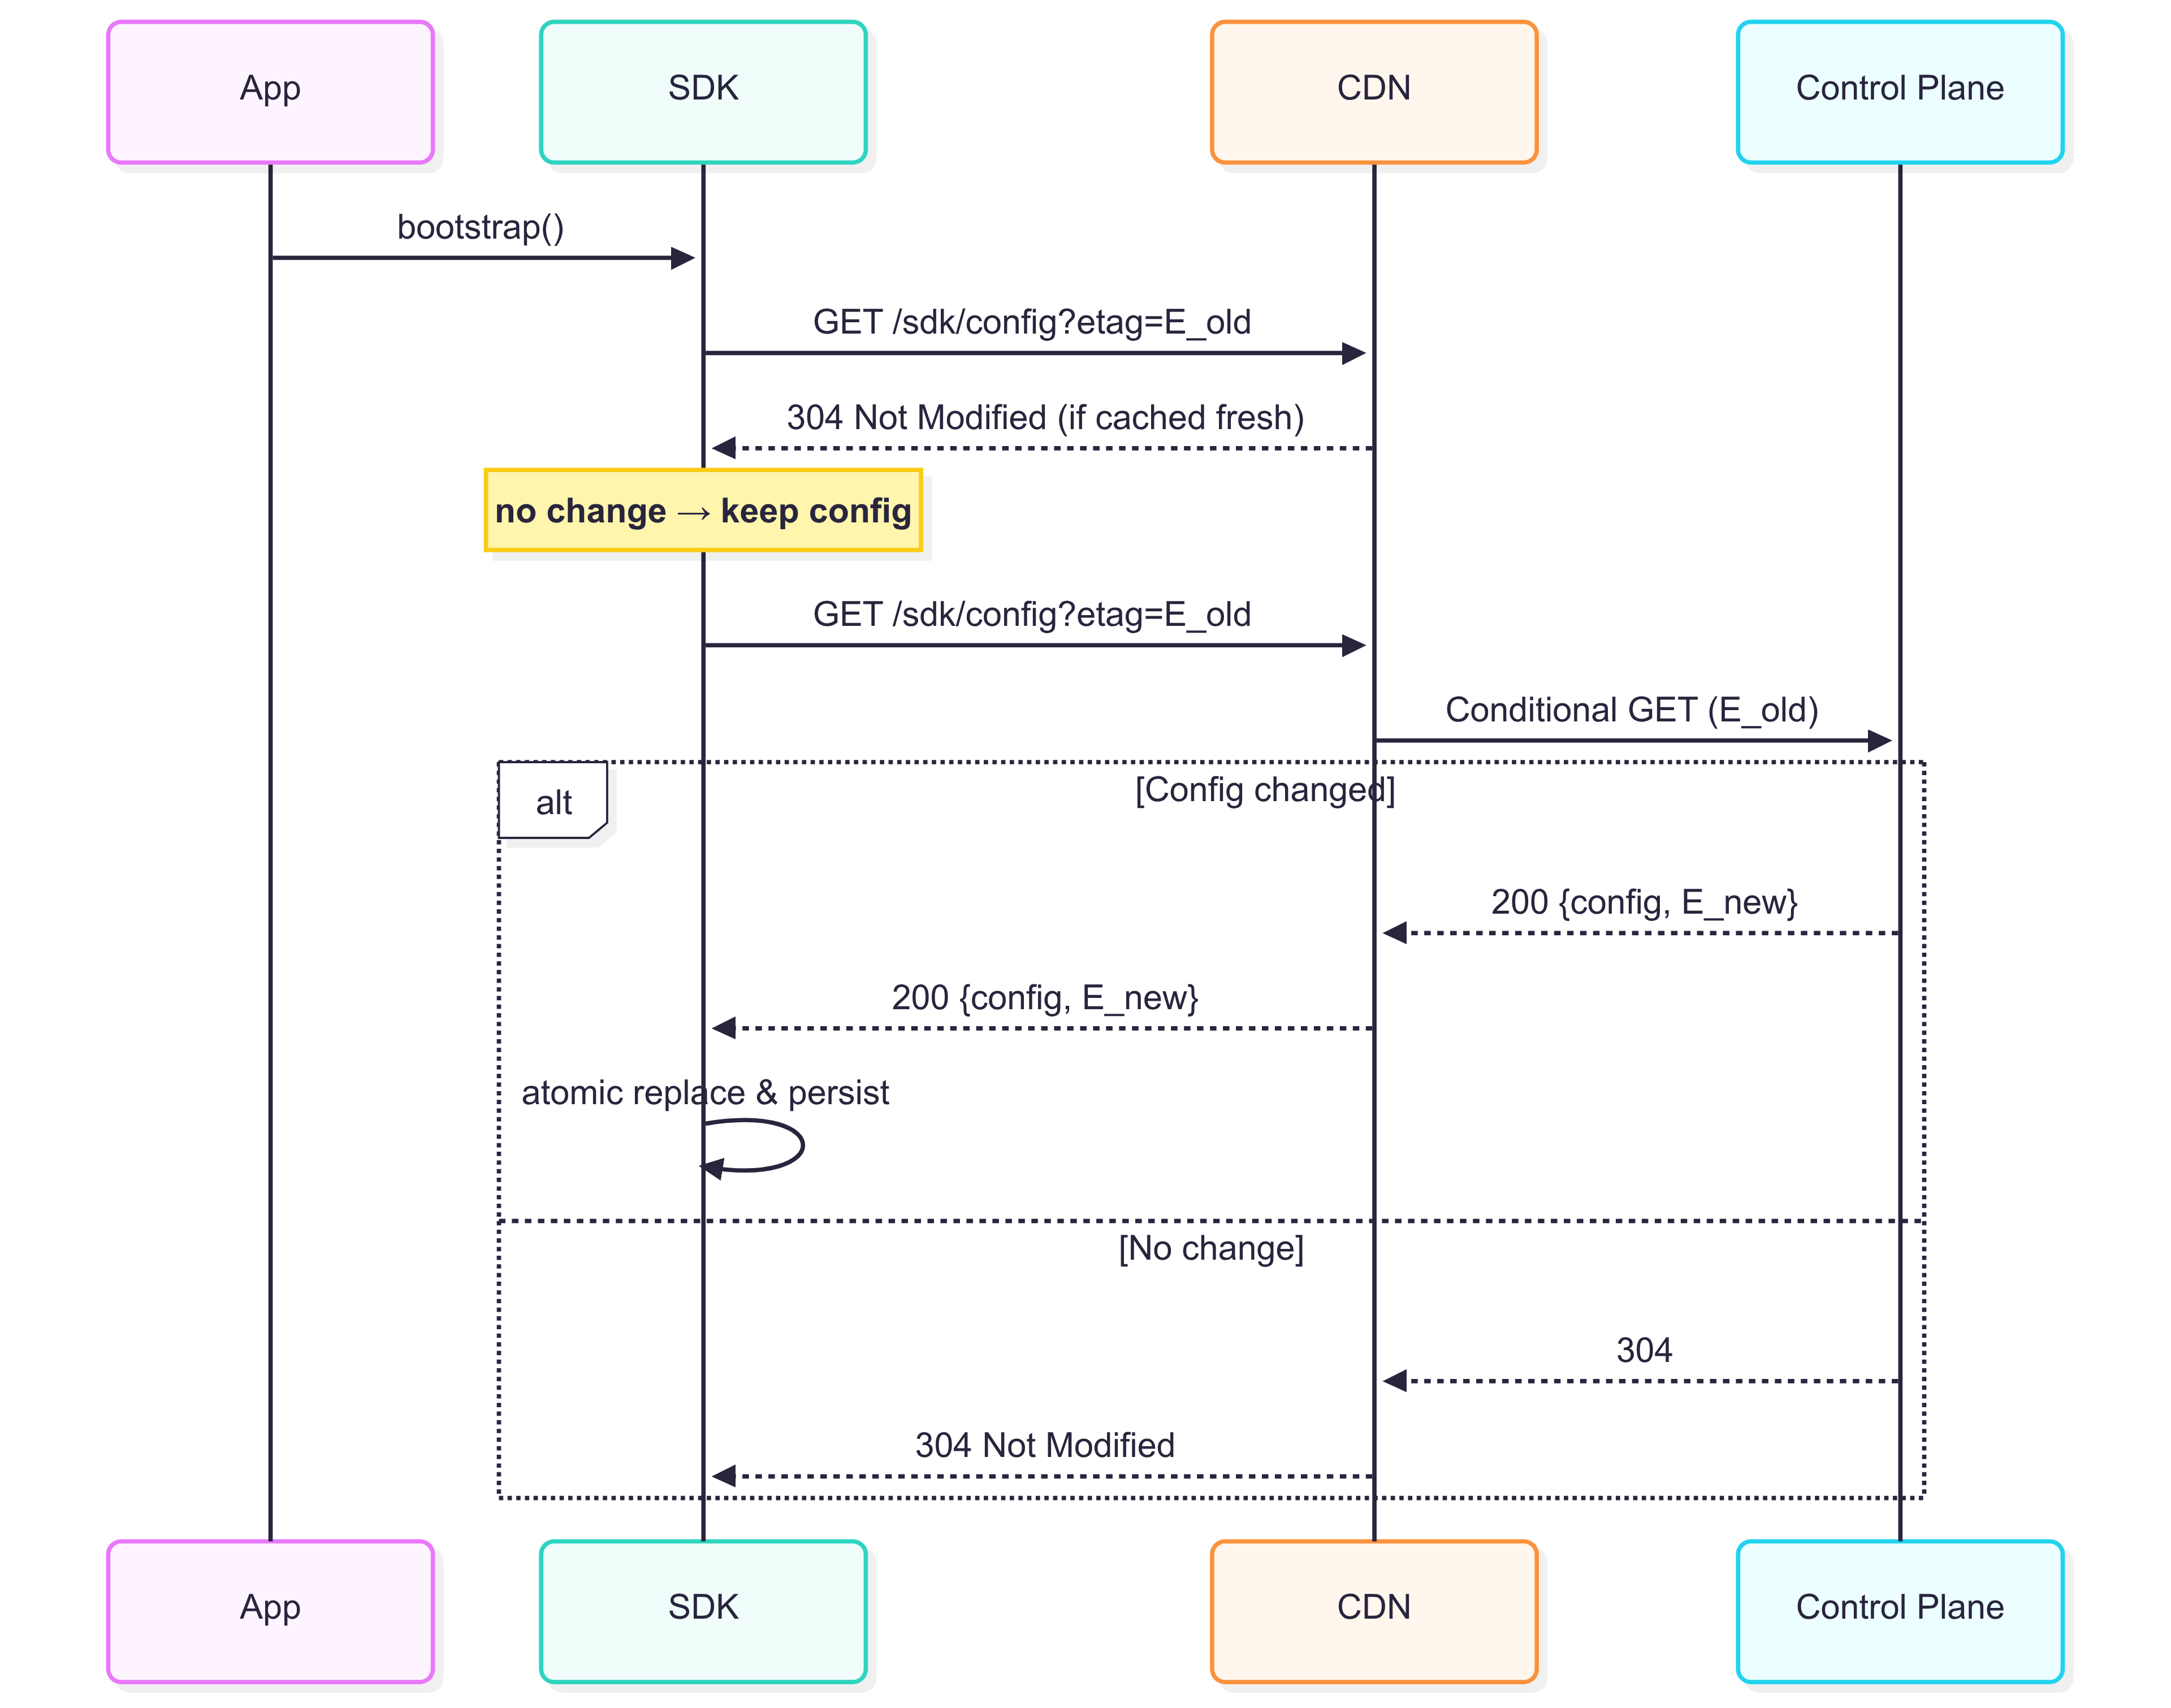 App
SDK
CDN
Control Plane
bootstrap()
GET /sdk/config?etag=E_old
304 Not Modified (if cached fresh)
no change → keep config
GET /sdk/config?etag=E_old
Conditional GET (E_old)
alt
[Config changed]
200 {config, E_new}
200 {config, E_new}
atomic replace & persist
[No change]
304
304 Not Modified
App
SDK
CDN
Control Plane